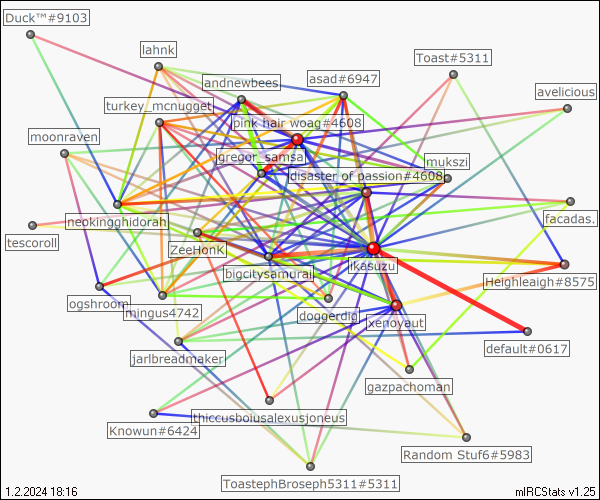 Duck™#9103
lahnk
Toast#5311
andnewbees
asad#6947
avelicious
turkey_mcnugget
pink hair woag#4608
moonraven
gregor_samsa
mukszi
disaster of passion#4608
neokingghidorah
facadas.
tescoroll
ZeeHonK
ikasuzu
bigcitysamurai
Heighleaigh#8575
ogshroom
mingus4742
doggerdig
xenoyaut
default#0617
jarlbreadmaker
gazpachoman
thiccusboiusalexusjoneus
Knowun#6424
Random Stuf6#5983
ToastephBroseph5311#5311
1.2.2024 18:16
mIRCStats v1.25